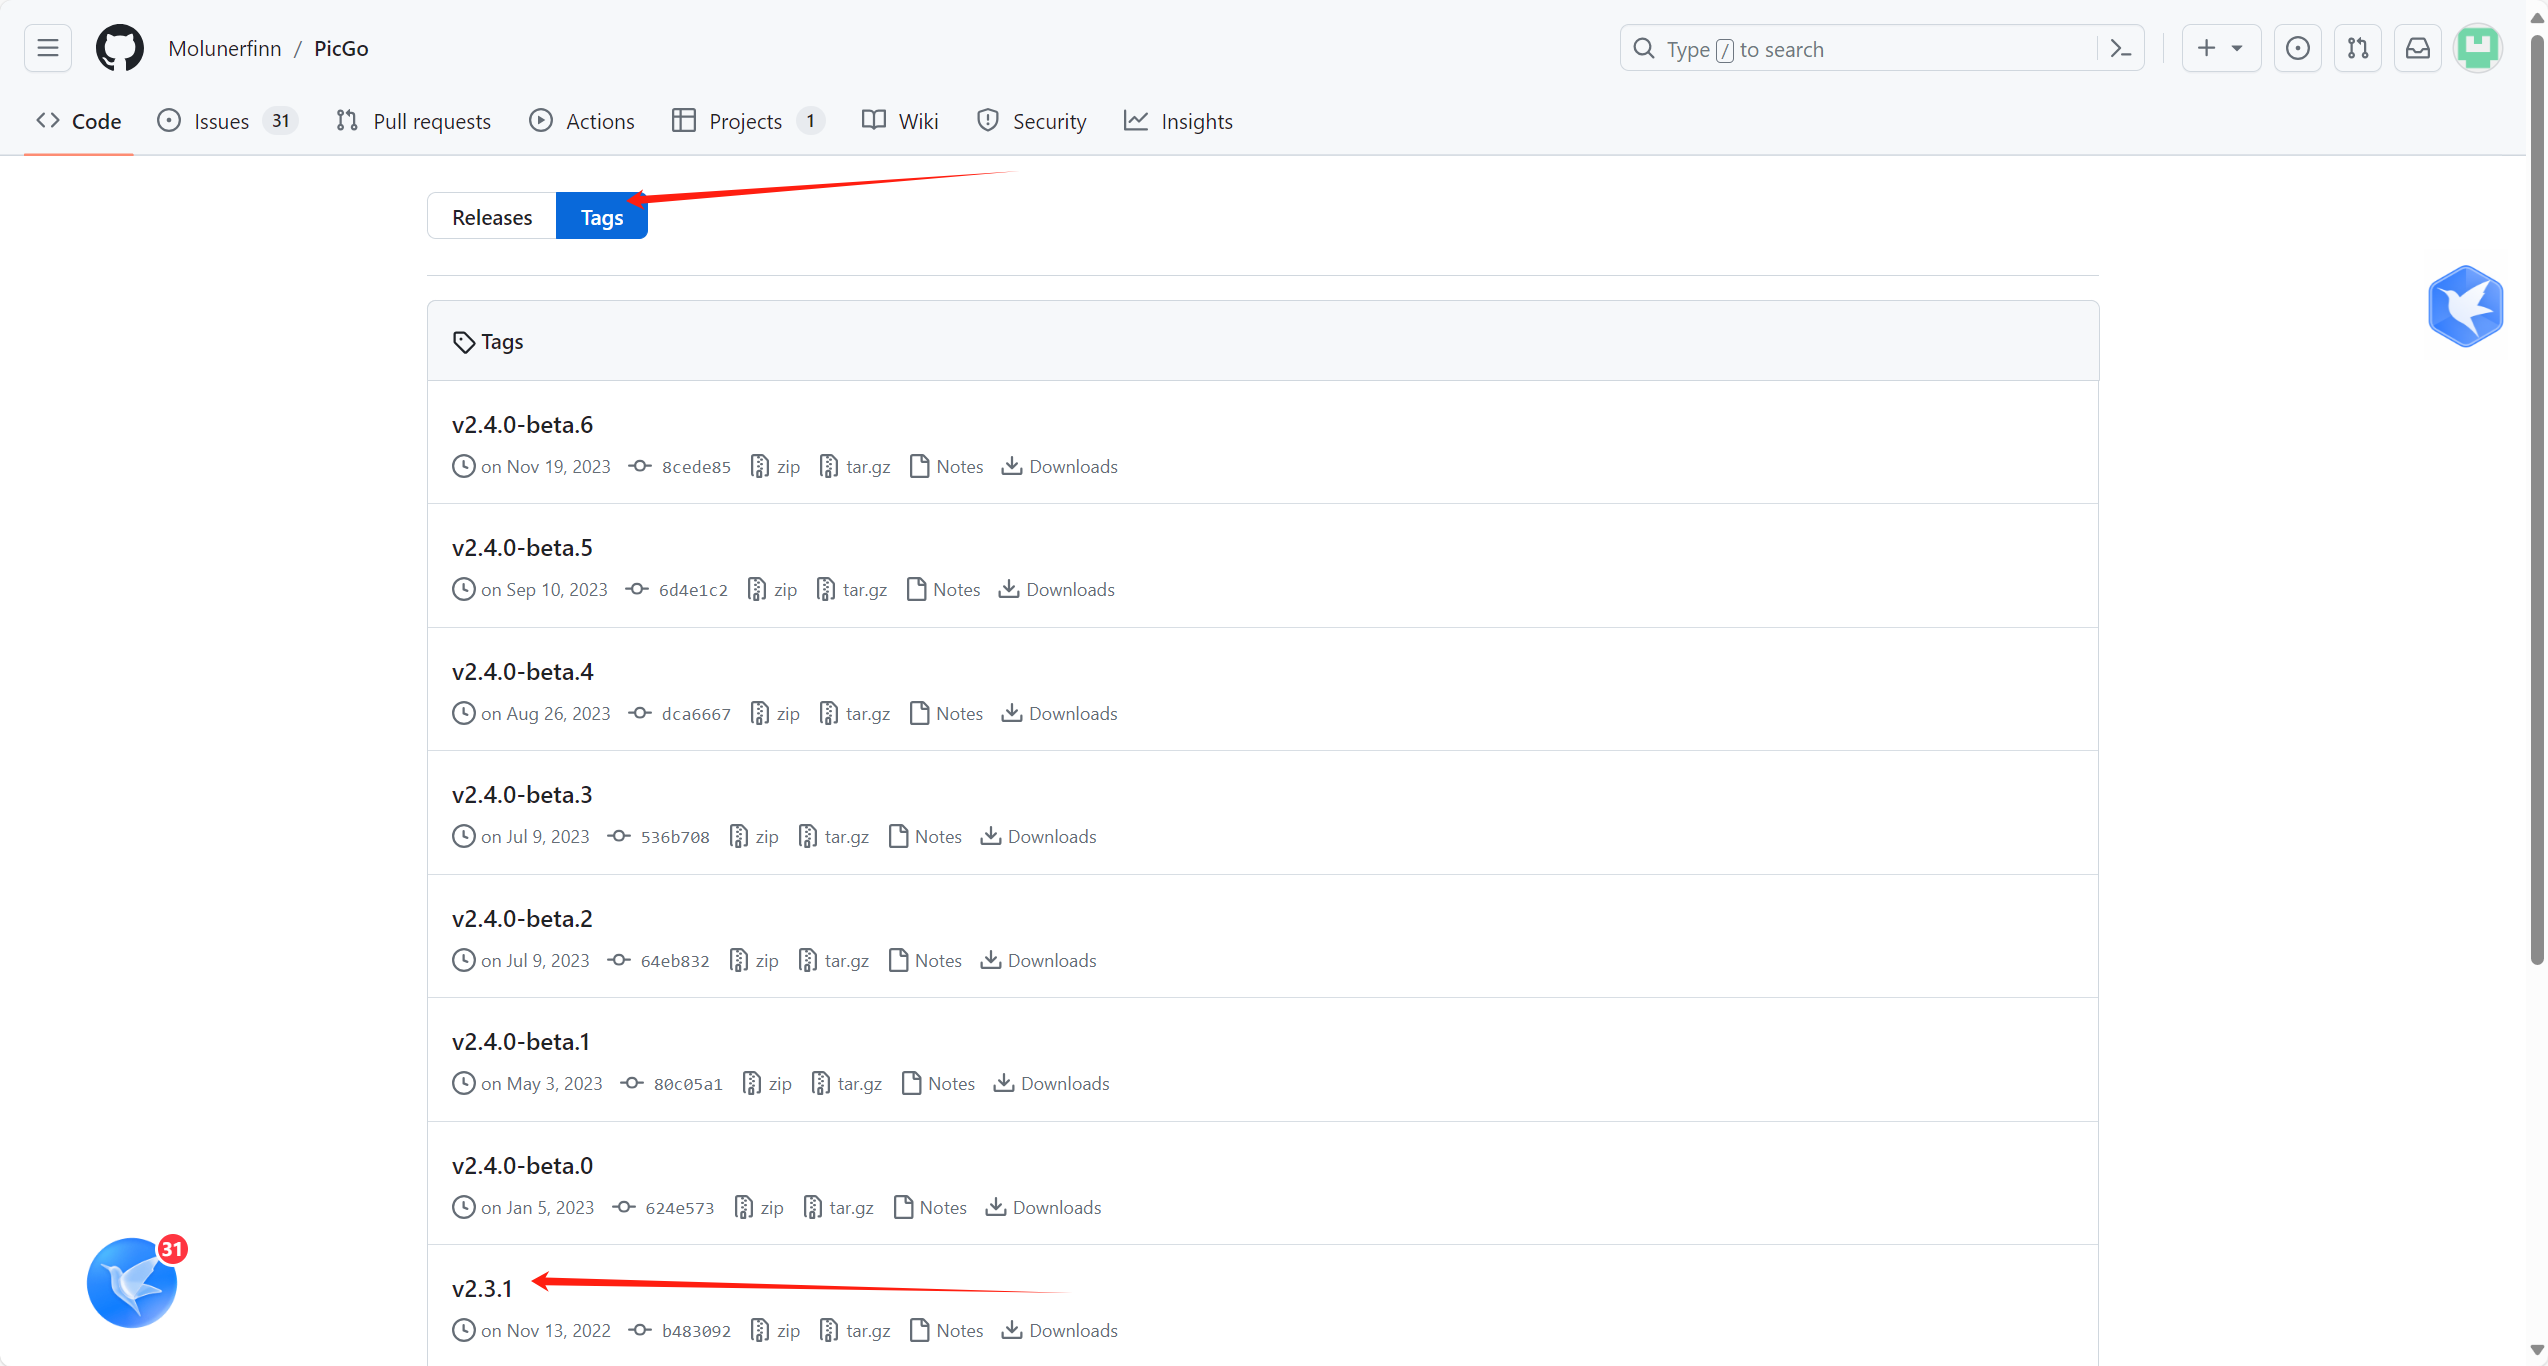 Molunerfinn / PicGo
Type / to search
Code Issues 31 Pull requests Actions Projects 1 Wiki Security Insights
Releases Tags
Tags
v2.4.0-beta.6
on Nov 19, 2023 8cede85 zip tar.gz Notes Downloads
v2.4.0-beta.5
on Sep 10, 2023 6d4e1c2 zip tar.gz Notes Downloads
v2.4.0-beta.4
on Aug 26, 2023 dca6667 zip tar.gz Notes Downloads
v2.4.0-beta.3
on Jul 9, 2023 536b708 zip tar.gz Notes Downloads
v2.4.0-beta.2
on Jul 9, 2023 64eb832 zip tar.gz Notes Downloads
v2.4.0-beta.1
on May 3, 2023 80c05a1 zip tar.gz Notes Downloads
v2.4.0-beta.0
on Jan 5, 2023 624e573 zip tar.gz Notes Downloads
31
v2.3.1
on Nov 13, 2022 b483092 zip tar.gz Notes Downloads